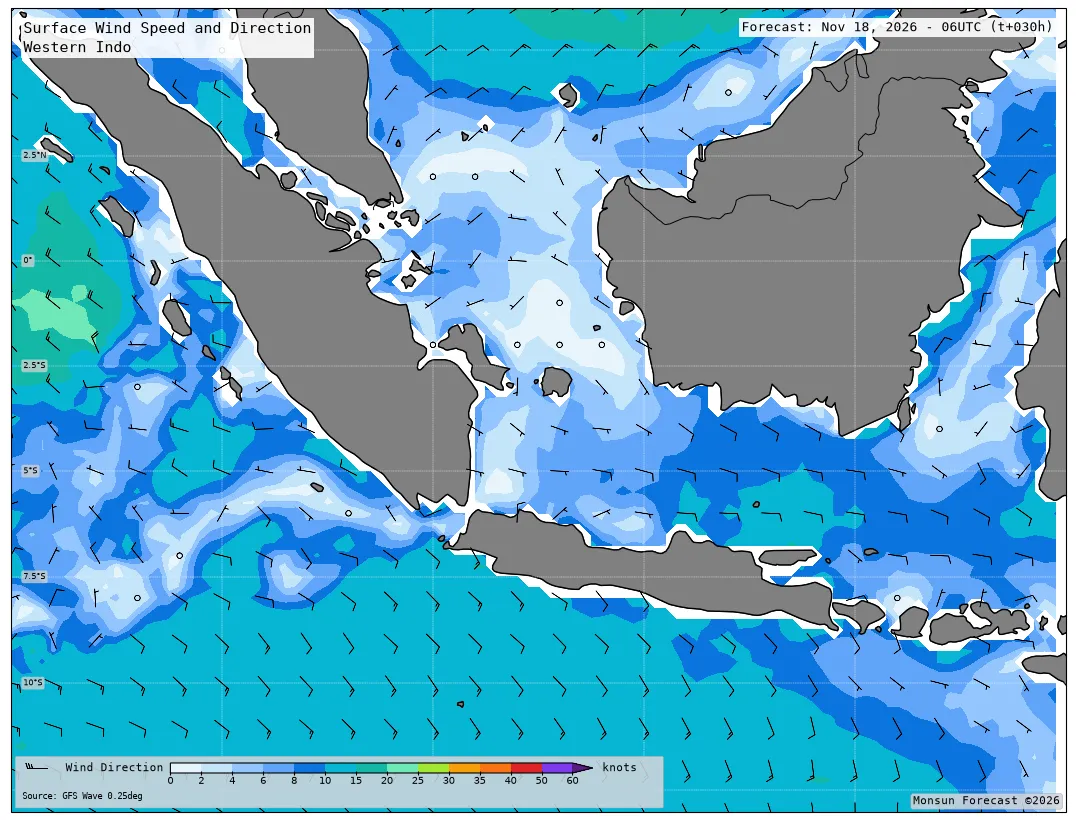 Surface Wind Speed and Direction
Western Indo
Forecast: Nov 18, 2026 - 06UTC (t+030h)
2.5°N
0°
2.5°S
5°S
7.5°S
10°S
Wind Direction
0 2 4 6 8 10 15 20 25 30 35 40 50 60
knots
Source: GFS Wave 0.25deg
Monsun Forecast ©2026